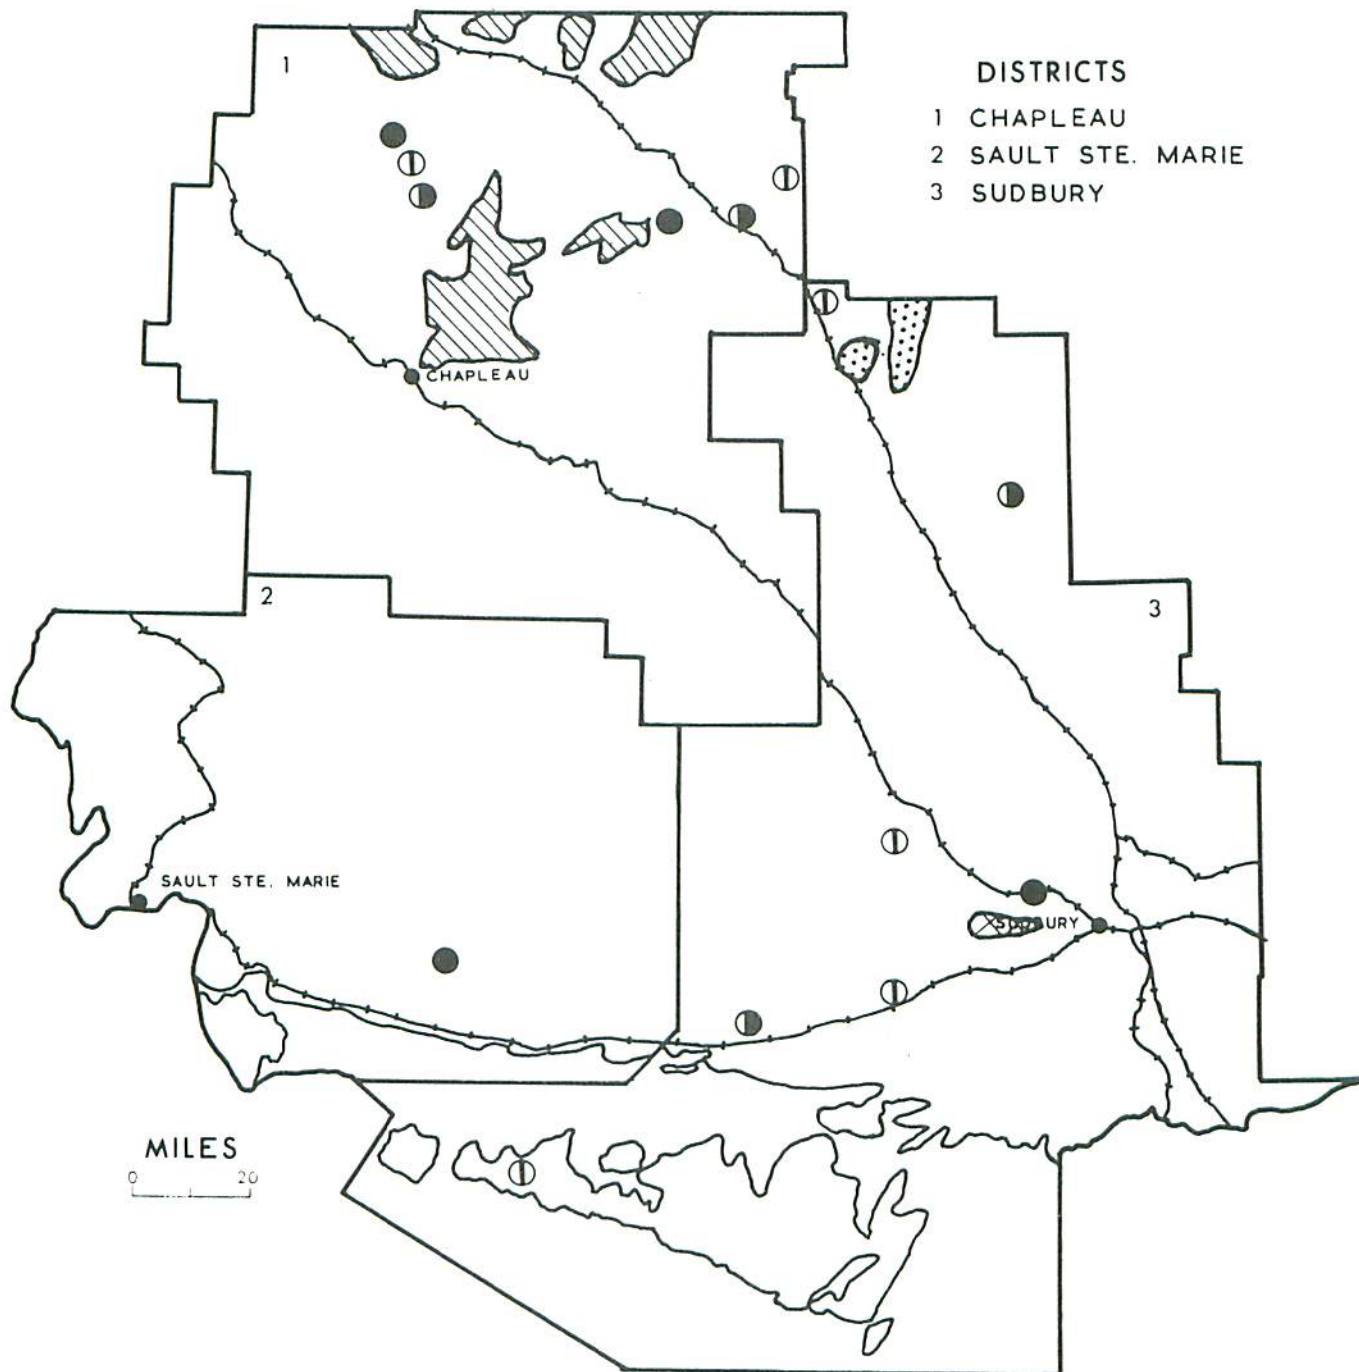 1
DISTRICTS
1 CHAPLEAU
2 SAULT STE. MARIE
3 SUDBURY
CHAPLEAU
2
3
SAULT STE. MARIE
SUDBURY
MILES
0 20